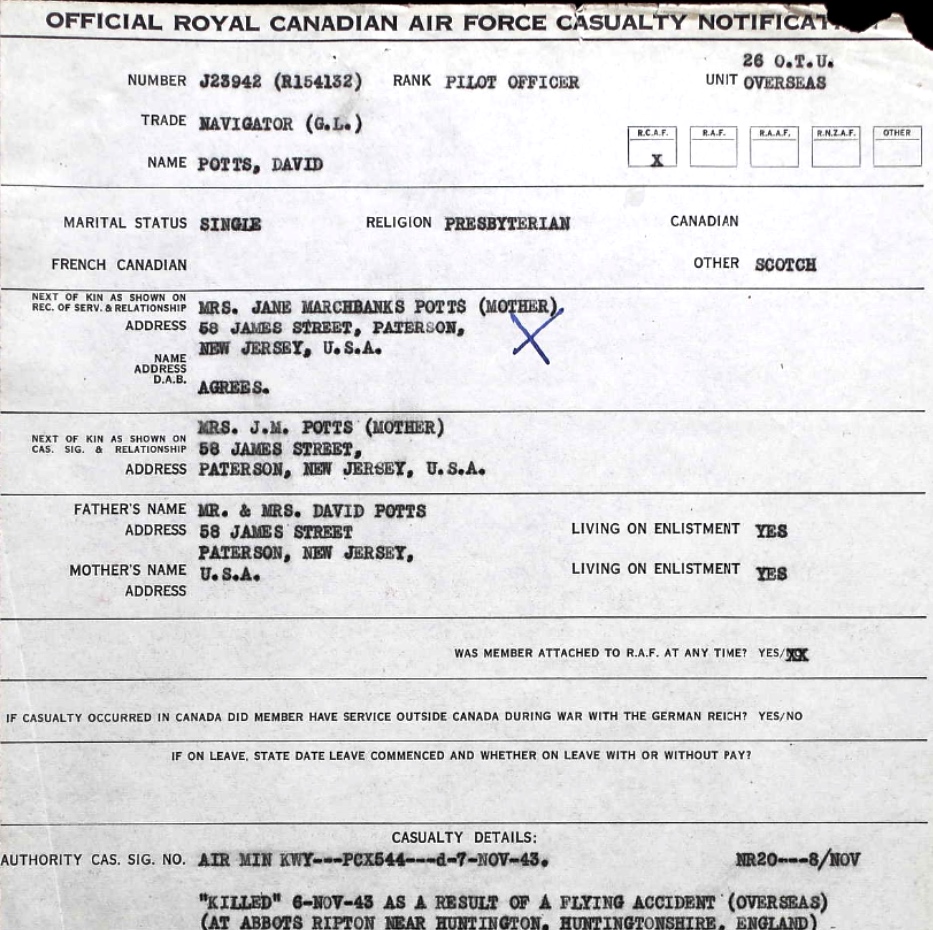 OFFICIAL ROYAL CANADIAN AIR FORCE CASUALTY
NUMBER J23942 (R154132) RANK PILOT OFFICER UNIT 26 O.T.U. OVERSEAS
TRADE NAVIGATOR (G.L.)
R.C.A.F. R.A.F. R.A.A.F. R.N.Z.A.F. OTHER
X
NAME POTTS, DAVID
MARITAL STATUS SINGLE RELIGION PRESBYTERIAN CANADIAN
FRENCH CANADIAN OTHER SCOTCH
NEXT OF KIN AS SHOWN ON
REC. OF SERV. & RELATIONSHIP MRS. JANE MARCHBANKS POTTS (MOTHER),
ADDRESS 58 JAMES STREET, PATERSON,
NEW JERSEY, U.S.A.
NAME
ADDRESS
D.A.B. AGREES.
MRS. J.M. POTTS (MOTHER)
NEXT OF KIN AS SHOWN ON
CAS. SIG. & RELATIONSHIP 58 JAMES STREET,
ADDRESS PATERSON, NEW JERSEY, U.S.A.
FATHER'S NAME MR. & MRS. DAVID POTTS
ADDRESS 58 JAMES STREET LIVING ON ENLISTMENT YES
PATERSON, NEW JERSEY,
MOTHER'S NAME U.S.A. LIVING ON ENLISTMENT YES
ADDRESS
WAS MEMBER ATTACHED TO R.A.F. AT ANY TIME? YES/XX
IF CASUALTY OCCURRED IN CANADA DID MEMBER HAVE SERVICE OUTSIDE CANADA DURING WAR WITH THE GERMAN REICH? YES/NO
IF ON LEAVE, STATE DATE LEAVE COMMENCED AND WHETHER ON LEAVE WITH OR WITHOUT PAY?
CASUALTY DETAILS:
AUTHORITY CAS. SIG. NO. AIR MIN KWY---PCX544---d-7-NOV-43. NR20---8/NOV
"KILLED" 6-NOV-43 AS A RESULT OF A FLYING ACCIDENT (OVERSEAS)
(AT ABBOTS RIPTON NEAR HUNTINGTON, HUNTINGTONSHIRE, ENGLAND)